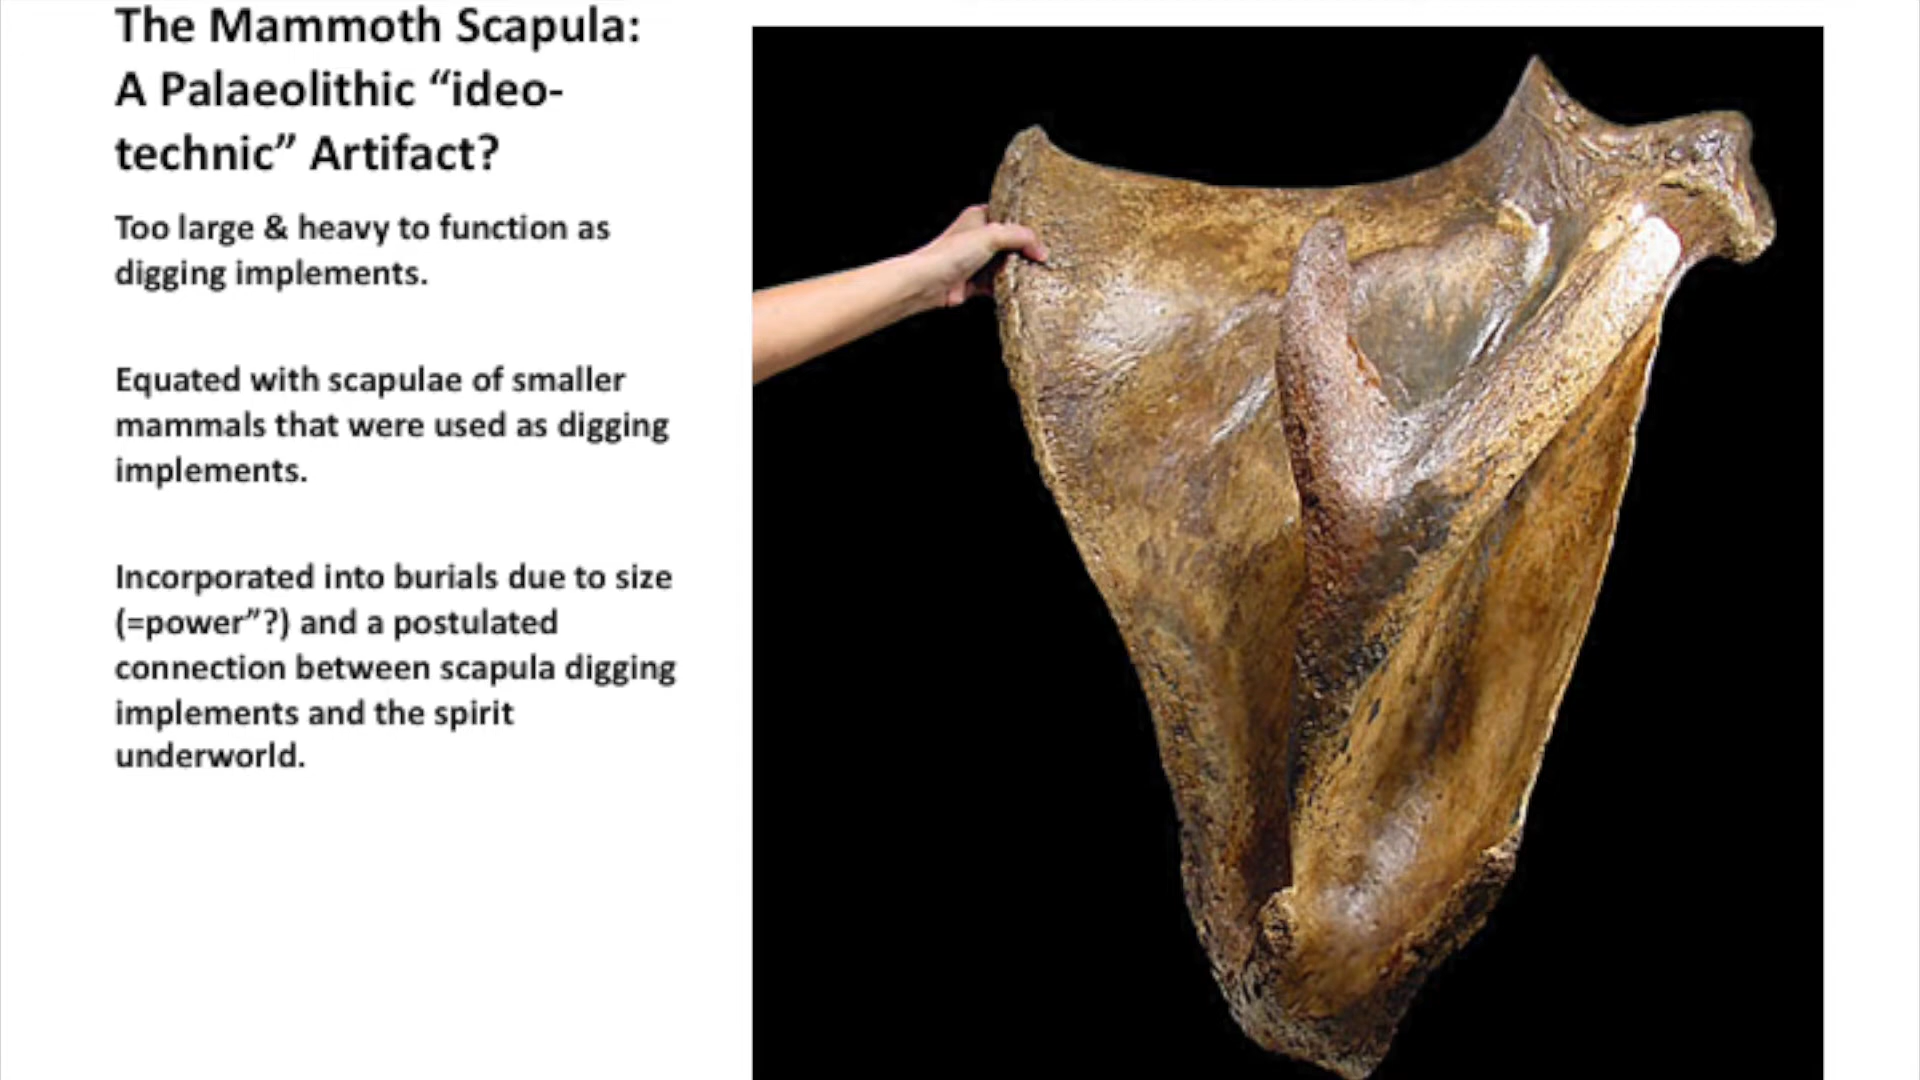 The Mammoth Scapula:
A Palaeolithic “ideo-
technic” Artifact?
Too large & heavy to function as
digging implements.
Equated with scapulae of smaller
mammals that were used as digging
implements.
Incorporated into burials due to size
(=power”?) and a postulated
connection between scapula digging
implements and the spirit
underworld.